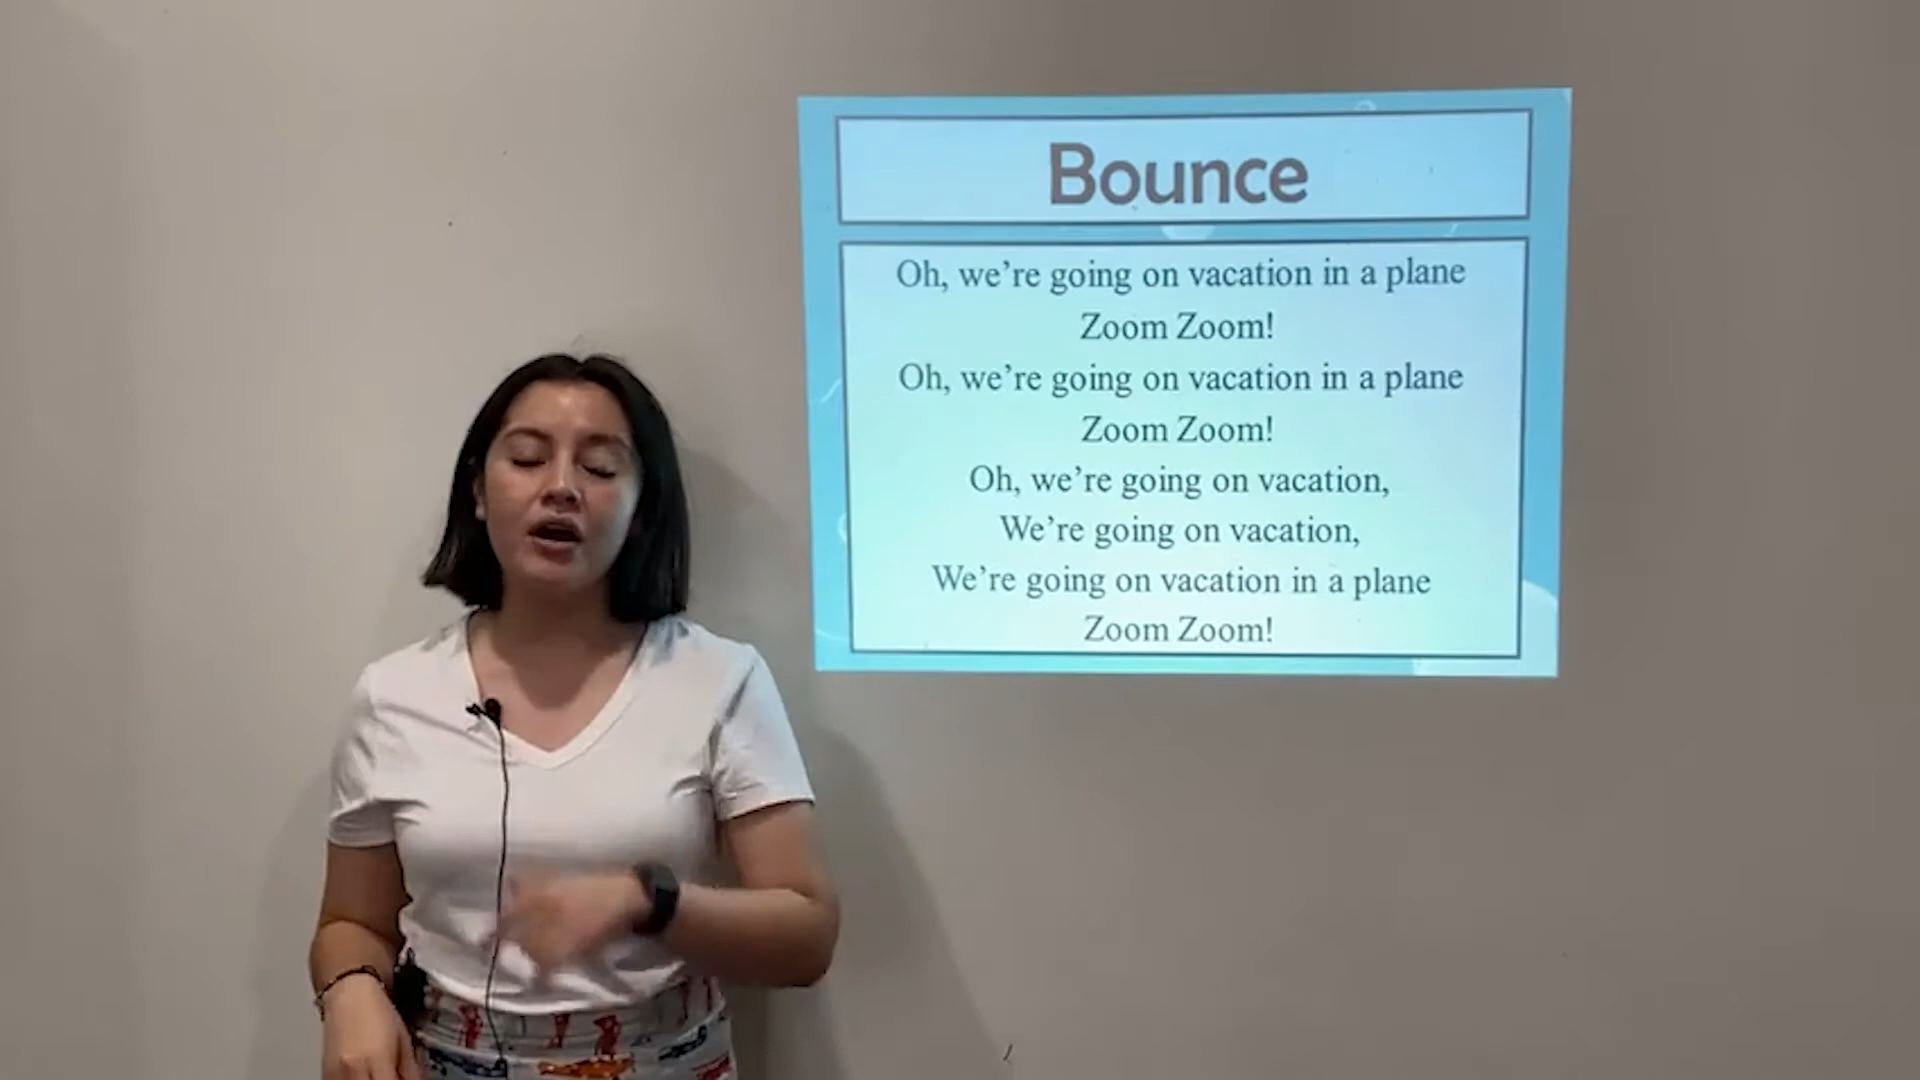 Bounce
Oh, we’re going on vacation in a plane
Zoom Zoom!
Oh, we’re going on vacation in a plane
Zoom Zoom!
Oh, we’re going on vacation,
We’re going on vacation,
We’re going on vacation in a plane
Zoom Zoom!